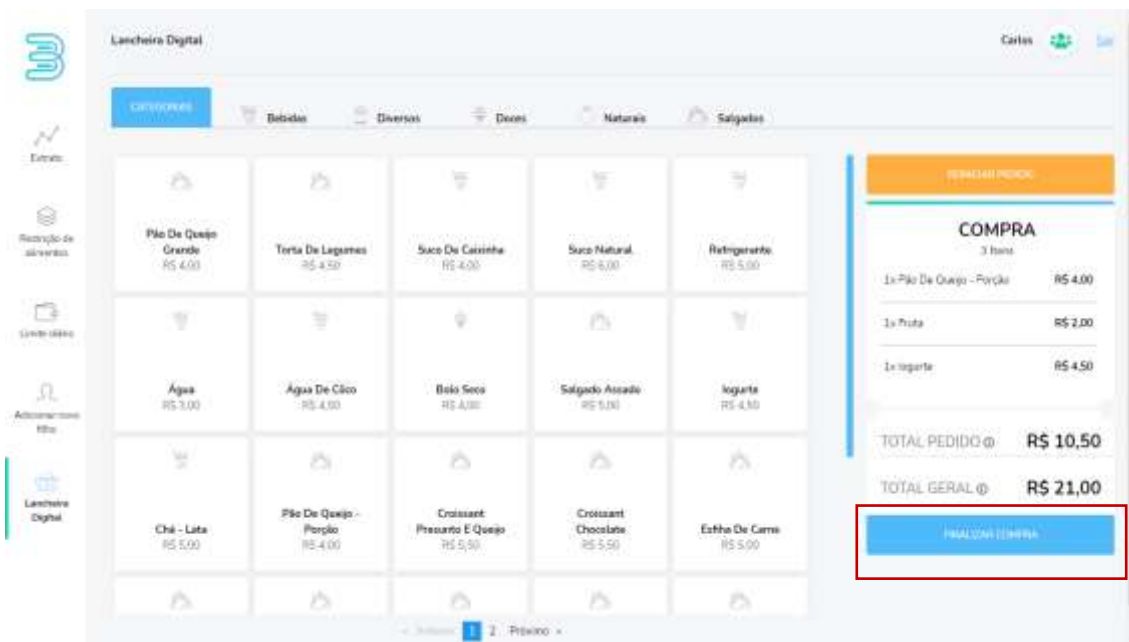 Lancheira Digital
Carlos
Sair
CATEGORIAS
Bebidas
Diversos
Doces
Naturais
Salgados
Extrato
Restrição de
alimentos
Limite diário
Adicionar novo
filho
Lancheira
Digital
Pão De Queijo
Grande
R$ 4,00
Torta De Legumes
R$ 4,50
Suco De Caixinha
R$ 4,00
Suco Natural
R$ 6,00
Refrigerante
R$ 5,00
Água
R$ 3,00
Água De Côco
R$ 4,50
Bolo Seco
R$ 4,00
Salgado Assado
R$ 5,00
Iogurte
R$ 4,50
Chá - Lata
R$ 5,00
Pão De Queijo -
Porção
R$ 4,00
Croissant
Presunto E Queijo
R$ 5,50
Croissant
Chocolate
R$ 5,50
Esfiha De Carne
R$ 5,00
« Anterior 1 2 Próximo »
REINICIAR PEDIDO
COMPRA
3 Itens
1x Pão De Queijo - Porção R$ 4,00
1x Fruta R$ 2,00
1x Iogurte R$ 4,50
TOTAL PEDIDO R$ 10,50
TOTAL GERAL R$ 21,00
FINALIZAR COMPRA